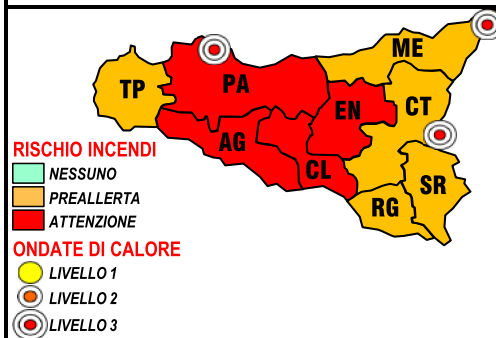 ME
TP
PA
CT
EN
AG
CL
SR
RG
RISCHIO INCENDI
NESSUNO
PREALLERTA
ATTENZIONE
ONDATE DI CALORE
LIVELLO 1
LIVELLO 2
LIVELLO 3